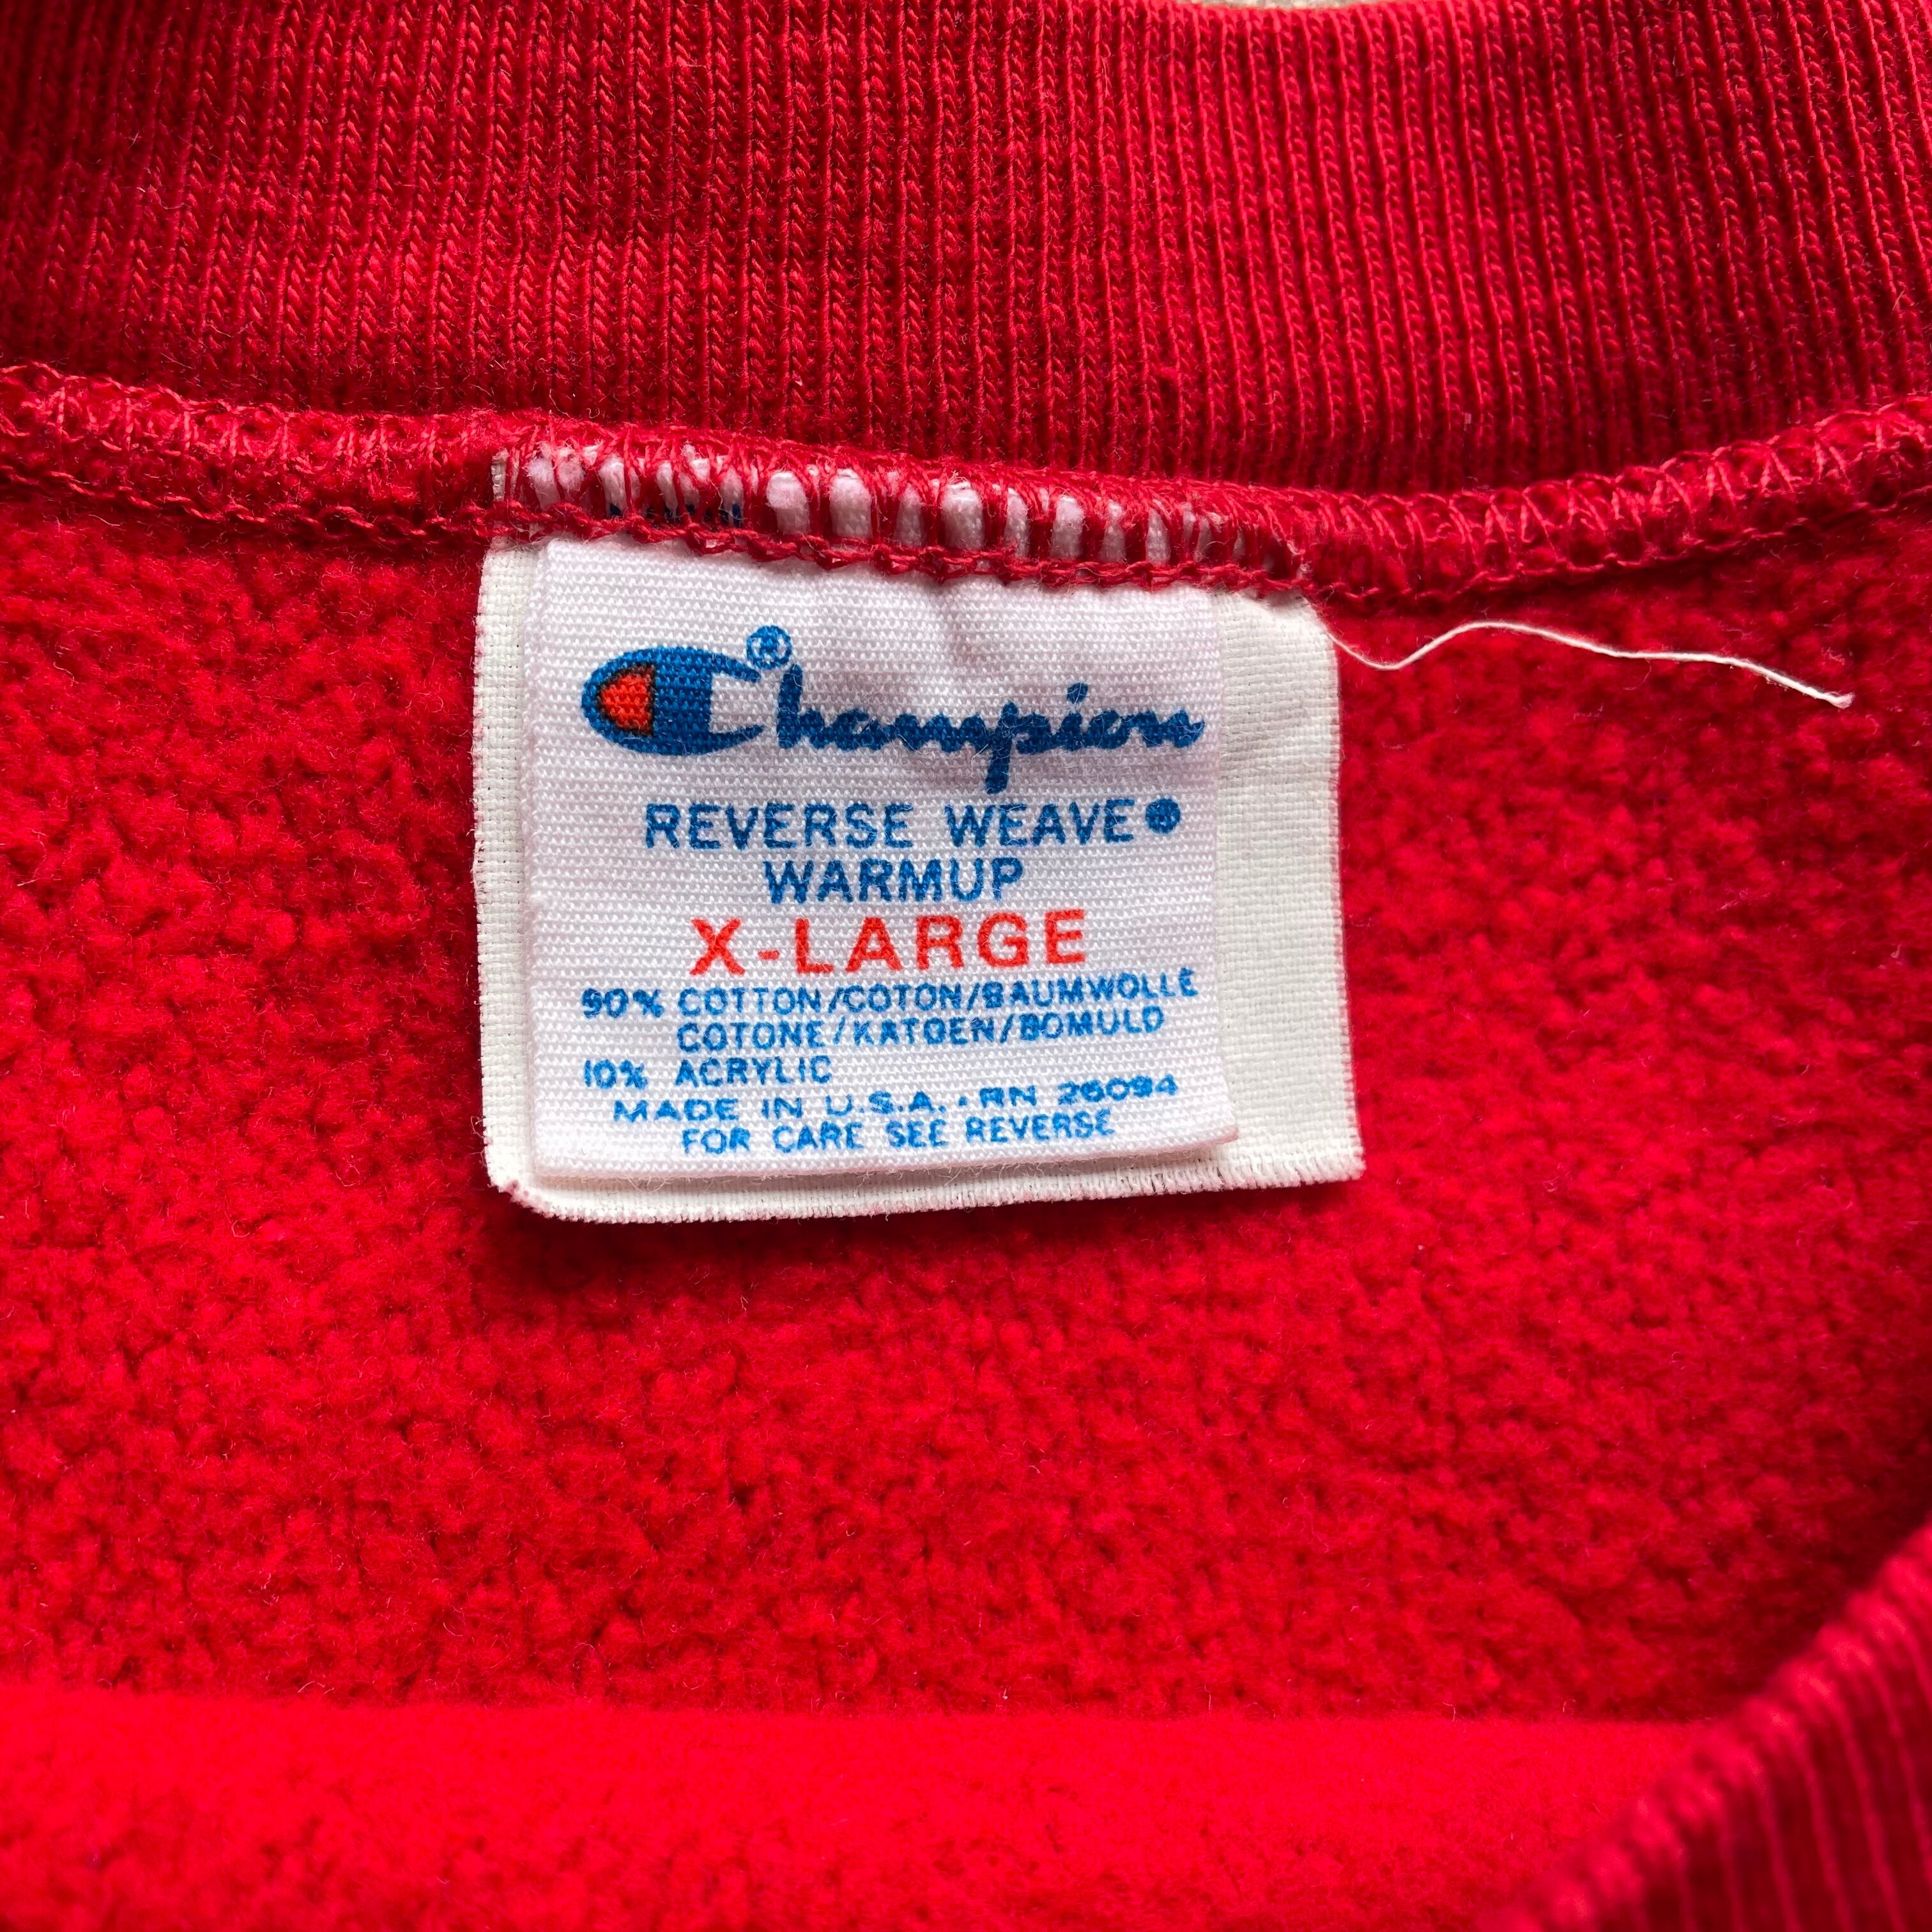 Champion®
REVERSE WEAVE®
WARMUP
X-LARGE
90% COTTON/COTON/BAUMWOLLE
COTONE/KATOEN/BOMULD
10% ACRYLIC
MADE IN U.S.A. • RN 26094
FOR CARE SEE REVERSE